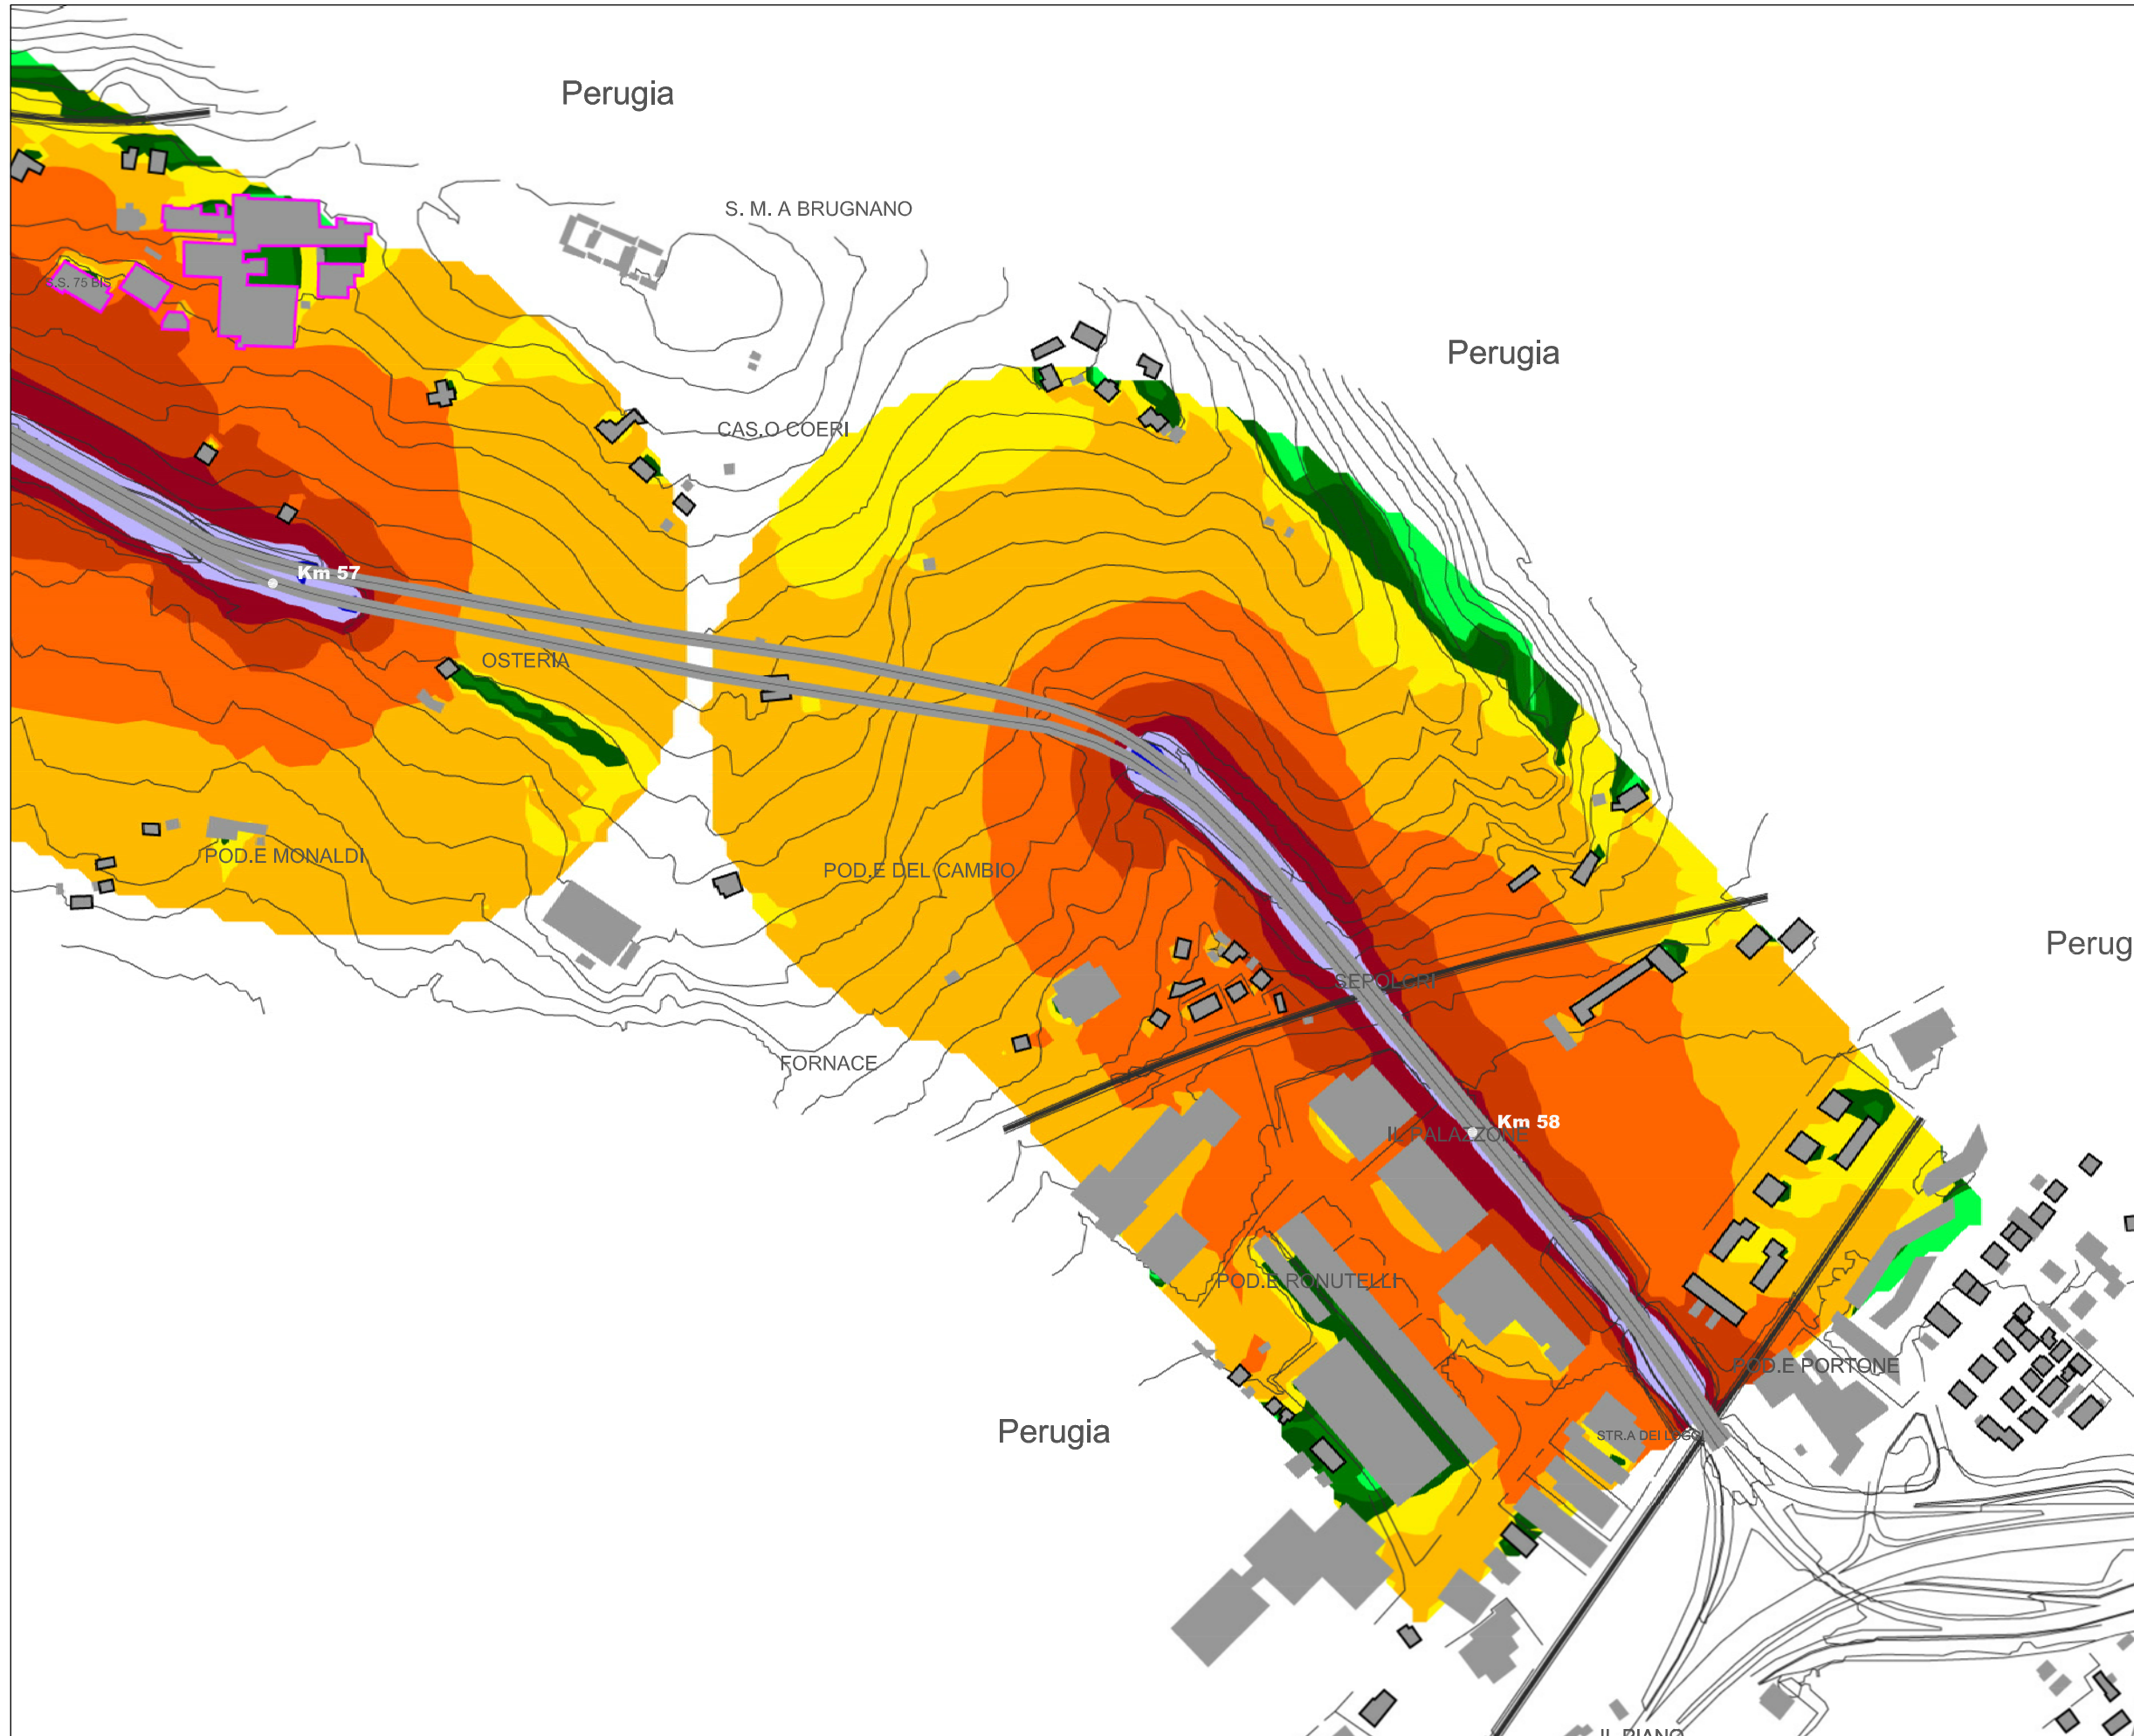 Perugia
S. M. A BRUGNANO
S.S. 75 BIS
Perugia
CAS.O COERI
Km 57
OSTERIA
POD.E MONALDI
POD.E DEL CAMBIO
Perug
SEPOLCRI
FORNACE
Km 58
IL PALAZZONE
POD.E RONUTELLI
POD.E PORTONE
Perugia
STR.A DEI LOGGI
IL PIANO